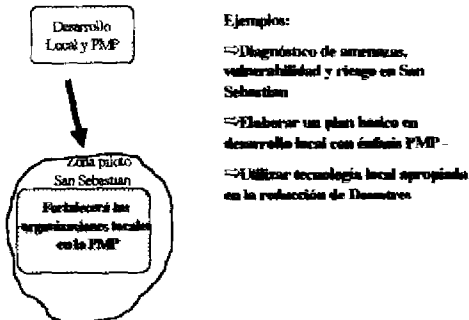 Desarrollo
Local y PMP
Zona piloto
San Sebastian
Fortalecerá las
organizaciones locales
en la PMP
Ejemplos:
⇨Diagnóstico de amenazas,
vulnerabilidad y riesgo en San
Sebastian
⇨Elaborar un plan basico en
desarrollo local con énfasis PMP -
⇨Utilizar tecnología local apropiada
en la reducción de Desastres